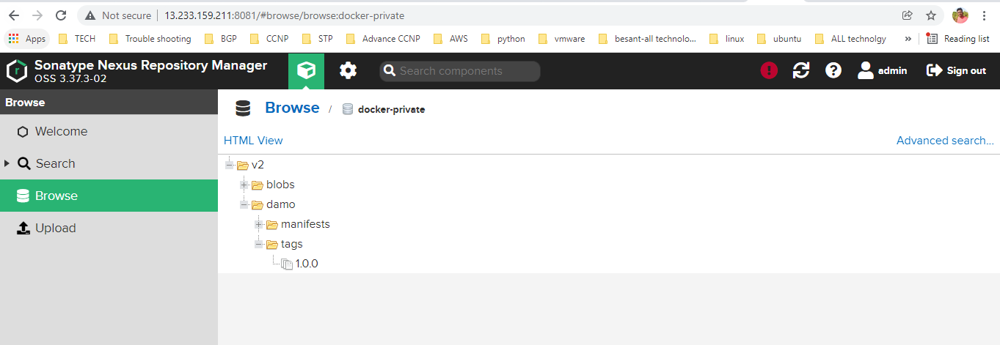 Not secure | 13.233.159.211:8081/#browse/browse:docker-private
Apps TECH Trouble shooting BGP CCNP STP Advance CCNP AWS python vmware besant-all technolo... linux ubuntu ALL technolgy » Reading list
Sonatype Nexus Repository Manager
OSS 3.37.3-02
Search components
admin
Sign out
Browse
Welcome
Search
Browse
Upload
Browse / docker-private
HTML View
Advanced search...
v2
blobs
damo
manifests
tags
1.0.0